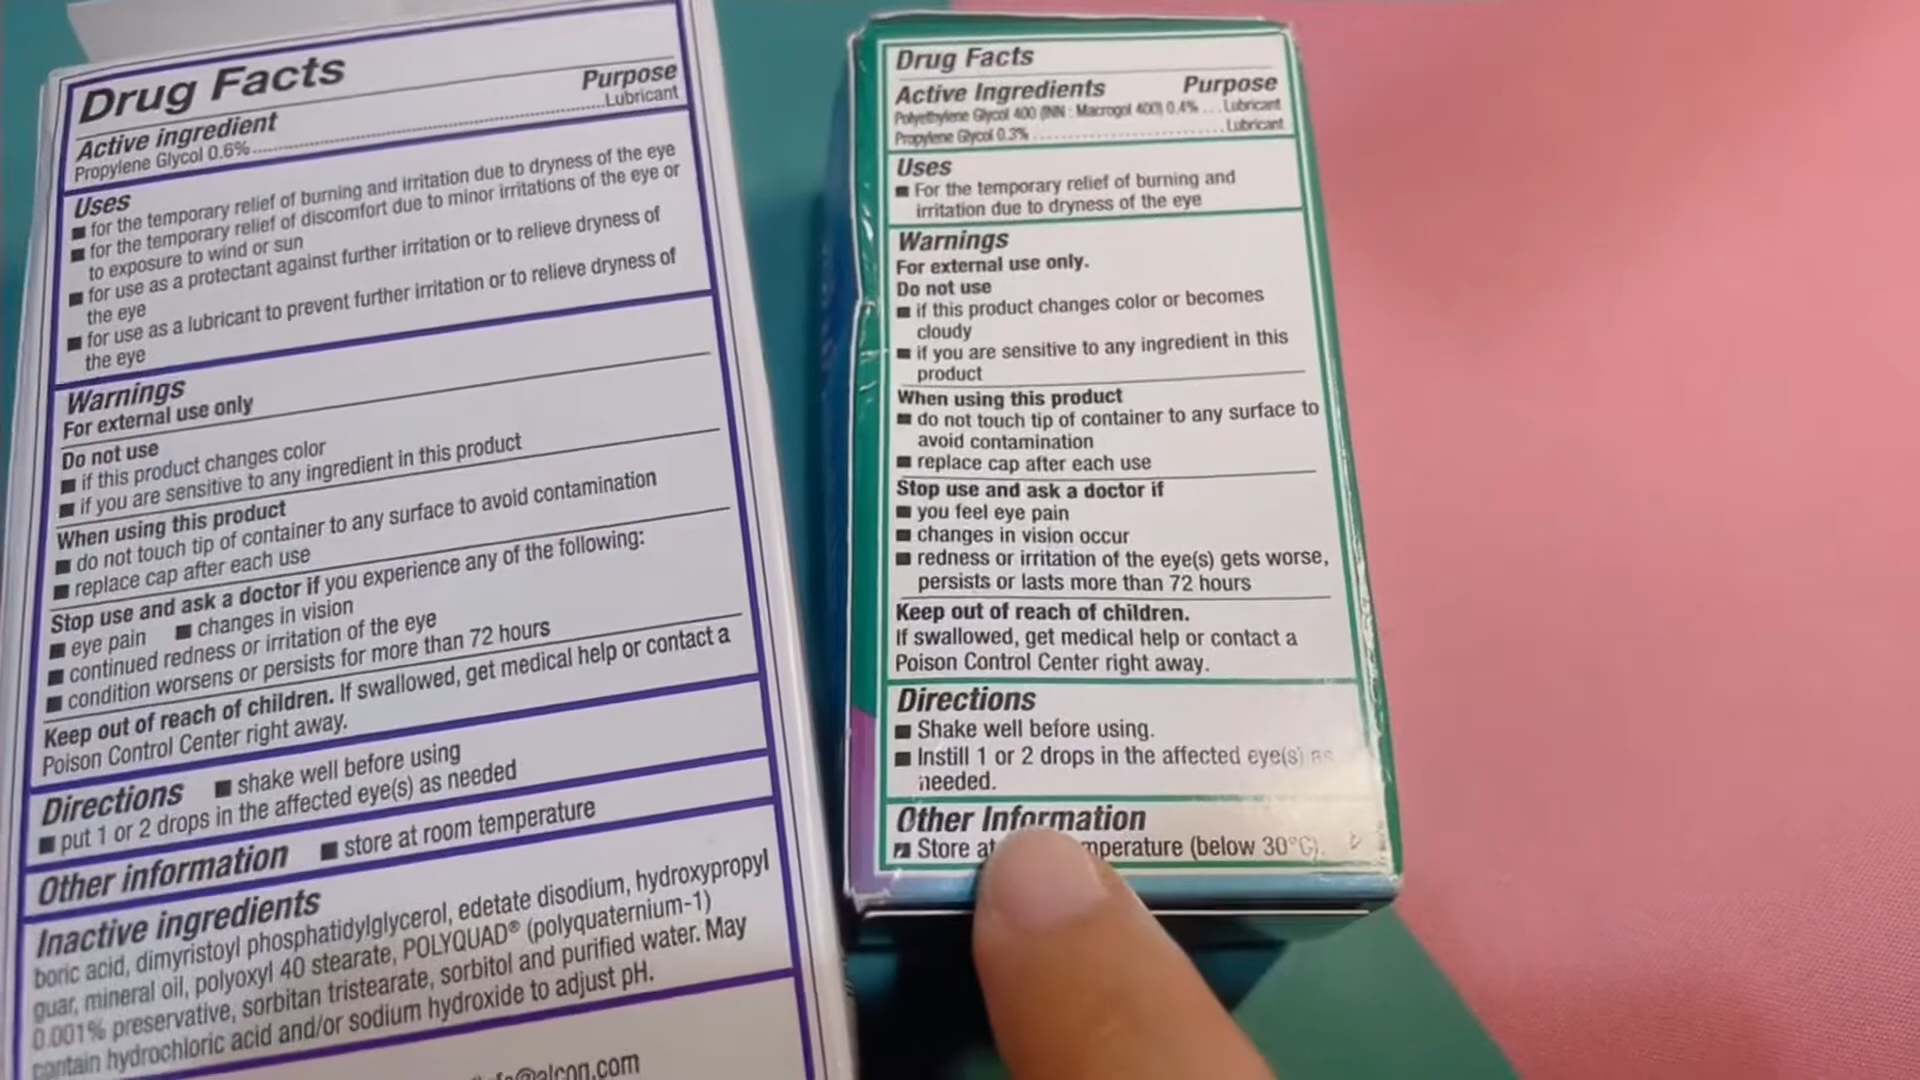 Drug Facts
Active ingredient Purpose
Propylene Glycol 0.6%..........Lubricant
Uses
■ for the temporary relief of burning and irritation due to dryness of the eye
■ for the temporary relief of discomfort due to minor irritations of the eye or
to exposure to wind or sun
■ for use as a protectant against further irritation or to relieve dryness of
the eye
■ for use as a lubricant to prevent further irritation or to relieve dryness of
the eye
Warnings
For external use only
Do not use
■ if this product changes color
■ if you are sensitive to any ingredient in this product
When using this product
■ do not touch tip of container to any surface to avoid contamination
■ replace cap after each use
Stop use and ask a doctor if you experience any of the following:
■ eye pain ■ changes in vision
■ continued redness or irritation of the eye
■ condition worsens or persists for more than 72 hours
Keep out of reach of children. If swallowed, get medical help or contact a
Poison Control Center right away.
Directions ■ shake well before using
■ put 1 or 2 drops in the affected eye(s) as needed
Other information ■ store at room temperature
Inactive ingredients
boric acid, dimyristoyl phosphatidylglycerol, edetate disodium, hydroxypropyl
guar, mineral oil, polyoxyl 40 stearate, POLYQUAD® (polyquaternium-1)
0.001% preservative, sorbitan tristearate, sorbitol and purified water. May
contain hydrochloric acid and/or sodium hydroxide to adjust pH.
@alcon.com
Drug Facts
Active Ingredients Purpose
Polyethylene Glycol 400 (INN : Macrogol 400) 0.4% ... Lubricant
Propylene Glycol 0.3% .......... Lubricant
Uses
■ For the temporary relief of burning and
irritation due to dryness of the eye
Warnings
For external use only.
Do not use
■ if this product changes color or becomes
cloudy
■ if you are sensitive to any ingredient in this
product
When using this product
■ do not touch tip of container to any surface to
avoid contamination
■ replace cap after each use
Stop use and ask a doctor if
■ you feel eye pain
■ changes in vision occur
■ redness or irritation of the eye(s) gets worse,
persists or lasts more than 72 hours
Keep out of reach of children.
If swallowed, get medical help or contact a
Poison Control Center right away.
Directions
■ Shake well before using.
■ Instill 1 or 2 drops in the affected eye(s) as
needed.
Other Information
■ Store at mperature (below 30°C).